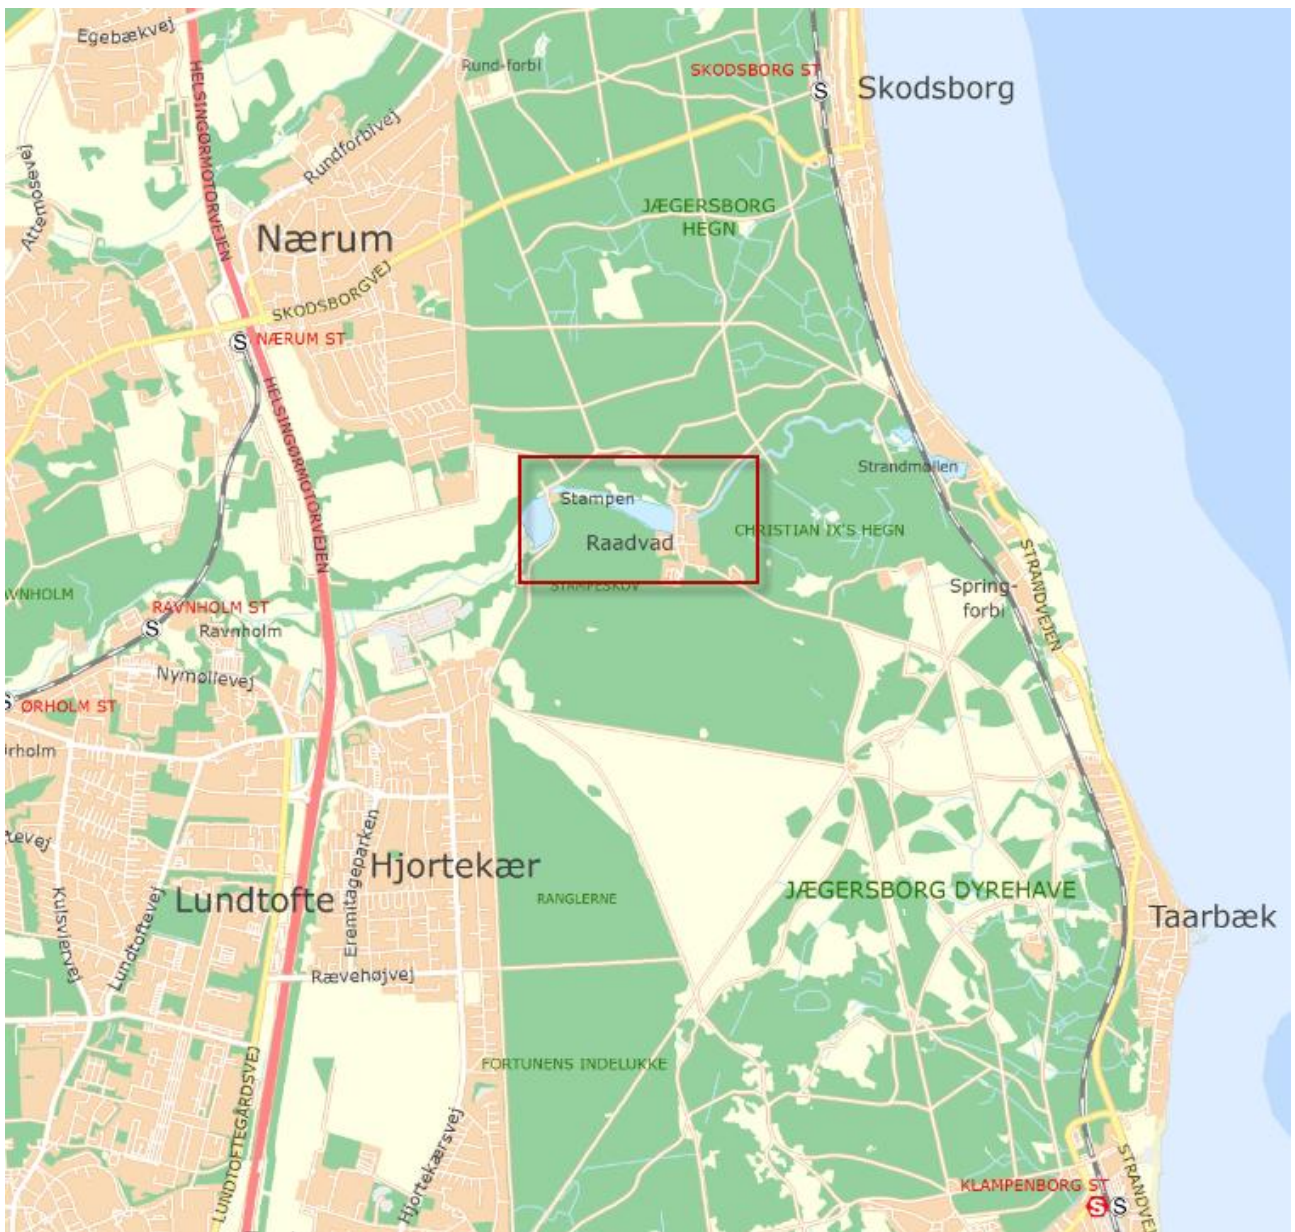 Egebækvej
HELSINGØRMOTORVEJEN
Rund-forbi
SKODSBORG ST
S
Skodsborg
Attemosevej
Rundforbivej
JÆGERSBORG
HEGN
Nærum
SKODSBORGVEJ
S
NÆRUM ST
HELSINGØRMOTORVEJEN
Strandmøllen
Stampen
Raadvad
CHRISTIAN IX'S HEGN
STAMPESKOV
STRANDVEJEN
Spring-
forbi
RAVNHOLM ST
S
Ravnholm
Nymøllevej
S
ØRHOLM ST
Kulsviervej
Lundtoftevej
Eremitageparken
Hjortekær
Lundtofte
RANGLERNE
JÆGERSBORG DYREHAVE
Taarbæk
Rævehøjvej
FORTUNENS INDELUKKE
LUNDTOFTEGÅRDSVEJ
Hjortekærsvej
KLAMPENBORG ST
S
S